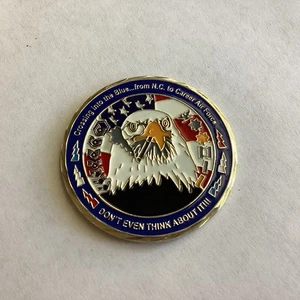 Crossing into the Blue...from N.C. to Career Air Force
DON'T EVEN THINK ABOUT IT!!!